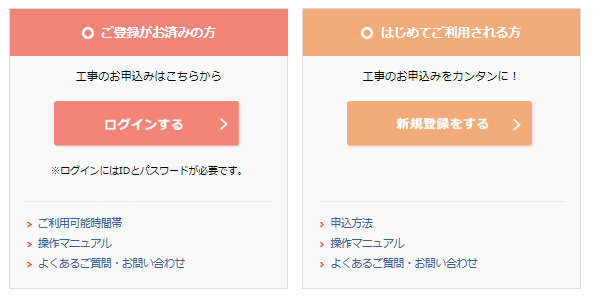 ご登録がお済みの方
工事のお申込みはこちらから
ログインする
※ログインにはIDとパスワードが必要です。
ご利用可能時間帯
操作マニュアル
よくあるご質問・お問い合わせ
はじめてご利用される方
工事のお申込みをカンタンに！
新規登録をする
申込方法
操作マニュアル
よくあるご質問・お問い合わせ